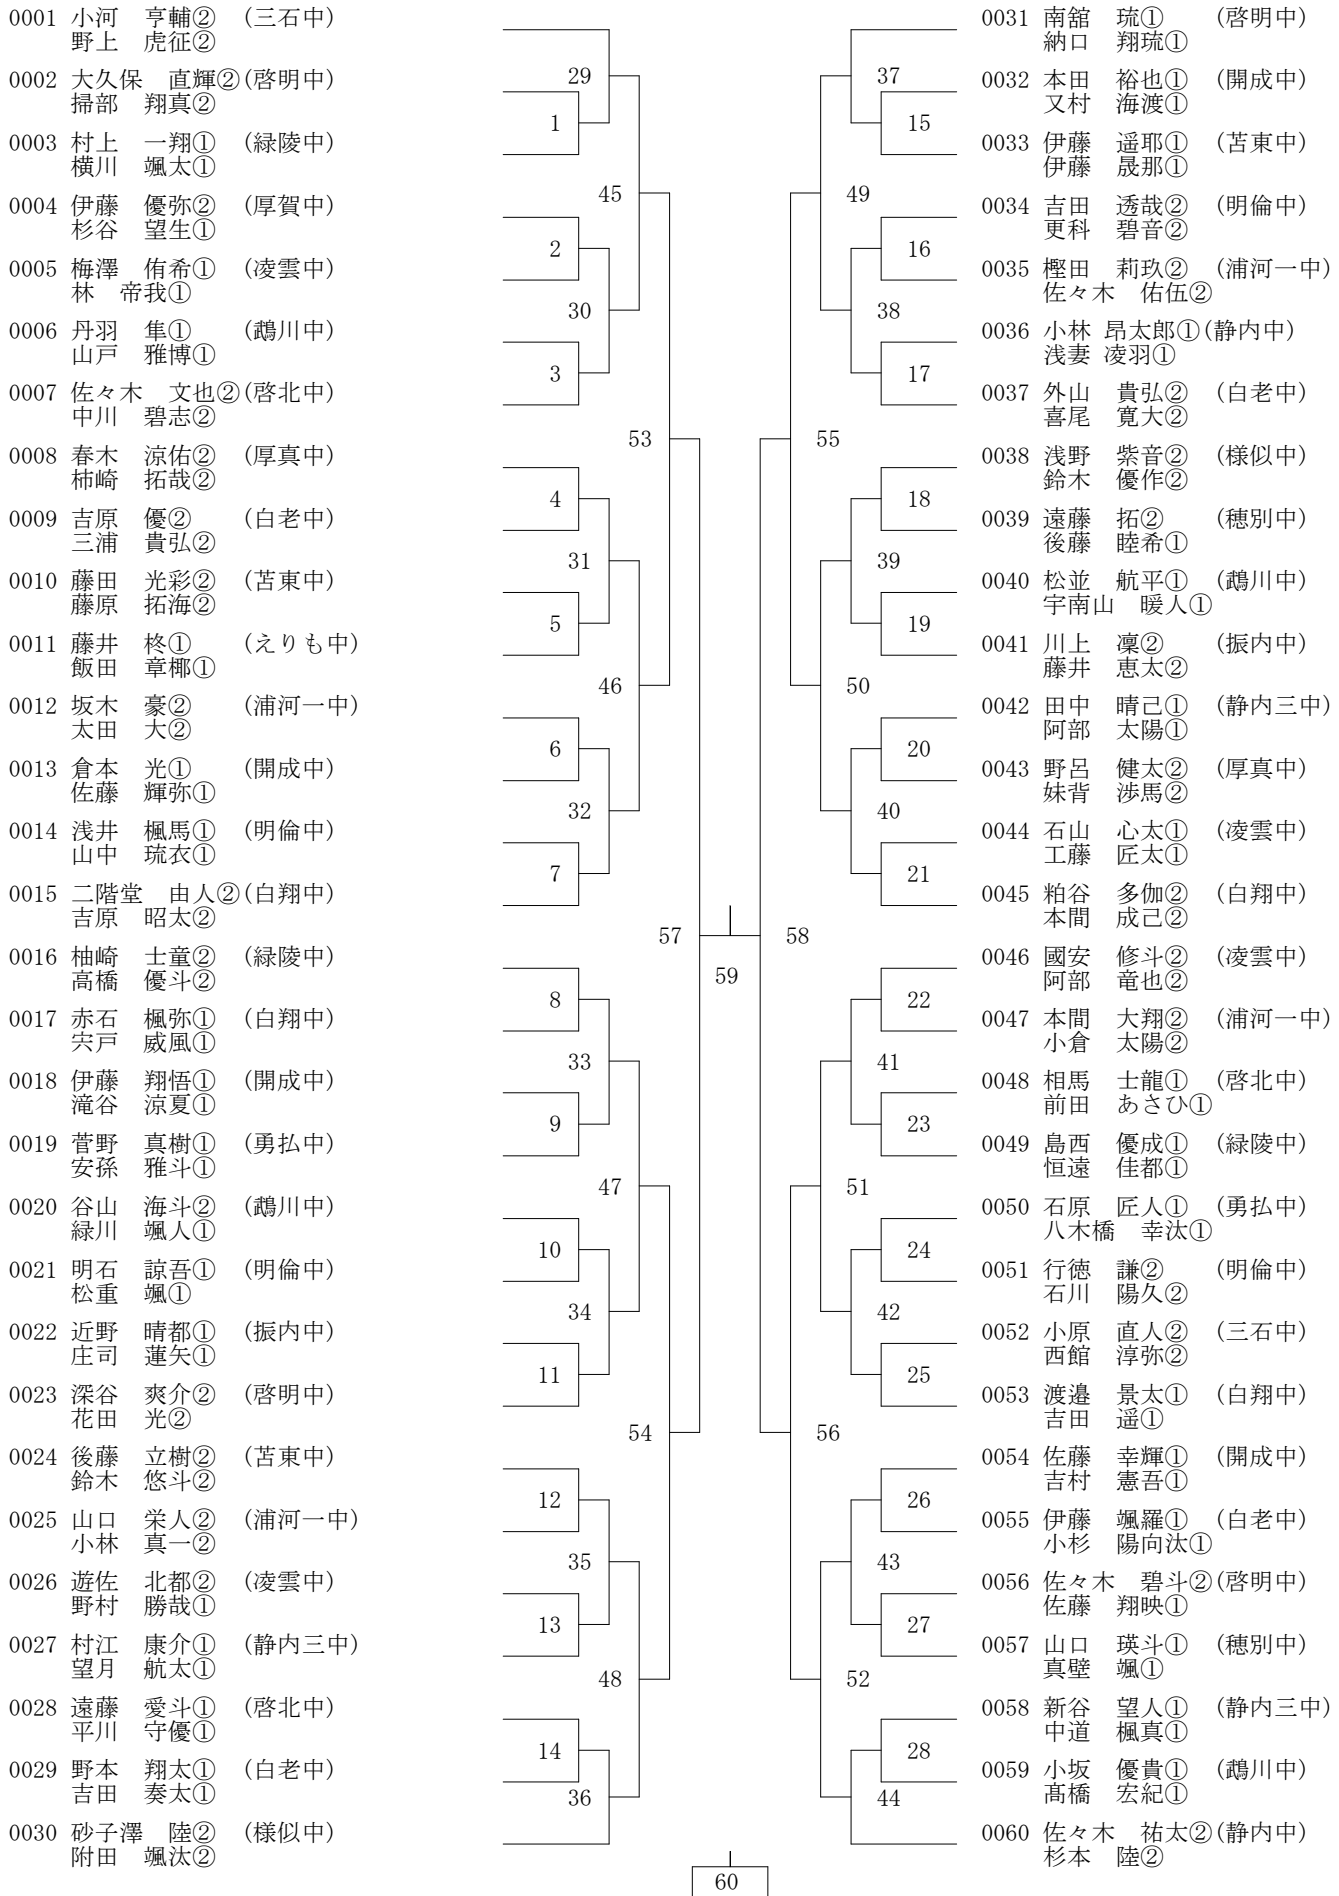 0001 小河　亨輔② (三石中)
野上　虎征②
0002 大久保　直輝②(啓明中)
掃部　翔真②
0003 村上　一翔① (緑陵中)
横川　颯太①
0004 伊藤　優弥② (厚賀中)
杉谷　望生①
0005 梅澤　侑希① (凌雲中)
林　帝我①
0006 丹羽　隼① (鵡川中)
山戸　雅博①
0007 佐々木　文也②(啓北中)
中川　碧志②
0008 春木　涼佑② (厚真中)
柿崎　拓哉②
0009 吉原　優② (白老中)
三浦　貴弘②
0010 藤田　光彩② (苫東中)
藤原　拓海②
0011 藤井　柊① (えりも中)
飯田　章椰①
0012 坂木　豪② (浦河一中)
太田　大②
0013 倉本　光① (開成中)
佐藤　輝弥①
0014 浅井　楓馬① (明倫中)
山中　琉衣①
0015 二階堂　由人②(白翔中)
吉原　昭太②
0016 柚崎　士童② (緑陵中)
高橋　優斗②
0017 赤石　楓弥① (白翔中)
宍戸　威風①
0018 伊藤　翔悟① (開成中)
滝谷　涼夏①
0019 菅野　真樹① (勇払中)
安孫　雅斗①
0020 谷山　海斗② (鵡川中)
緑川　颯人①
0021 明石　諒吾① (明倫中)
松重　颯①
0022 近野　晴都① (振内中)
庄司　蓮矢①
0023 深谷　爽介② (啓明中)
花田　光②
0024 後藤　立樹② (苫東中)
鈴木　悠斗②
0025 山口　栄人② (浦河一中)
小林　真一②
0026 遊佐　北都② (凌雲中)
野村　勝哉①
0027 村江　康介① (静内三中)
望月　航太①
0028 遠藤　愛斗① (啓北中)
平川　守優①
0029 野本　翔太① (白老中)
吉田　奏太①
0030 砂子澤　陸② (様似中)
附田　颯汰②
29
1
45
2
30
3
53
4
31
5
46
6
32
7
57
8
33
9
47
10
34
11
54
12
35
13
48
14
36
59
60
37
15
49
16
38
17
55
18
39
19
50
20
40
21
58
22
41
23
51
24
42
25
56
26
43
27
52
28
44
0031 南舘　琉① (啓明中)
納口　翔琉①
0032 本田　裕也① (開成中)
又村　海渡①
0033 伊藤　遥耶① (苫東中)
伊藤　晟那①
0034 吉田　透哉② (明倫中)
更科　碧音②
0035 樫田　莉玖② (浦河一中)
佐々木　佑伍②
0036 小林 昂太郎①(静内中)
浅妻 凌羽①
0037 外山　貴弘② (白老中)
喜尾　寛大②
0038 浅野　紫音② (様似中)
鈴木　優作②
0039 遠藤　拓② (穂別中)
後藤　睦希①
0040 松並　航平① (鵡川中)
宇南山　暖人①
0041 川上　凜② (振内中)
藤井　恵太②
0042 田中　晴己① (静内三中)
阿部　太陽①
0043 野呂　健太② (厚真中)
妹背　渉馬②
0044 石山　心太① (凌雲中)
工藤　匠太①
0045 粕谷　多伽② (白翔中)
本間　成己②
0046 國安　修斗② (凌雲中)
阿部　竜也②
0047 本間　大翔② (浦河一中)
小倉　太陽②
0048 相馬　士龍① (啓北中)
前田　あさひ①
0049 島西　優成① (緑陵中)
恒遠　佳都①
0050 石原　匠人① (勇払中)
八木橋　幸汰①
0051 行徳　謙② (明倫中)
石川　陽久②
0052 小原　直人② (三石中)
西館　淳弥②
0053 渡邉　景太① (白翔中)
吉田　遥①
0054 佐藤　幸輝① (開成中)
吉村　憲吾①
0055 伊藤　颯羅① (白老中)
小杉　陽向汰①
0056 佐々木　碧斗②(啓明中)
佐藤　翔映①
0057 山口　瑛斗① (穂別中)
真壁　颯①
0058 新谷　望人① (静内三中)
中道　楓真①
0059 小坂　優貴① (鵡川中)
髙橋　宏紀①
0060 佐々木　祐太②(静内中)
杉本　陸②